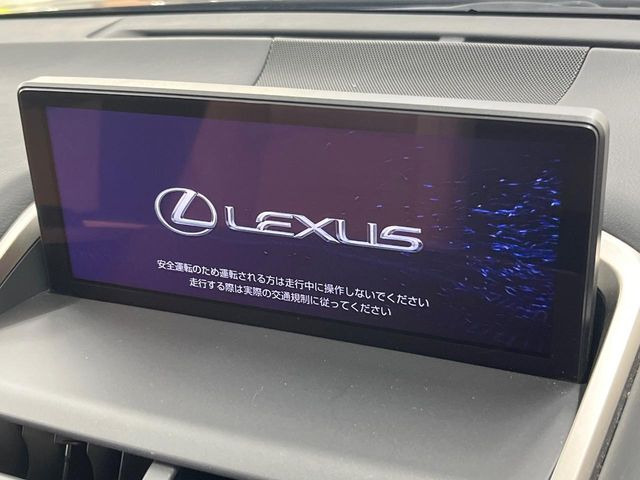 LEXUS
安全運転のため運転される方は走行中に操作しないでください
走行する際は実際の交通規制に従ってください